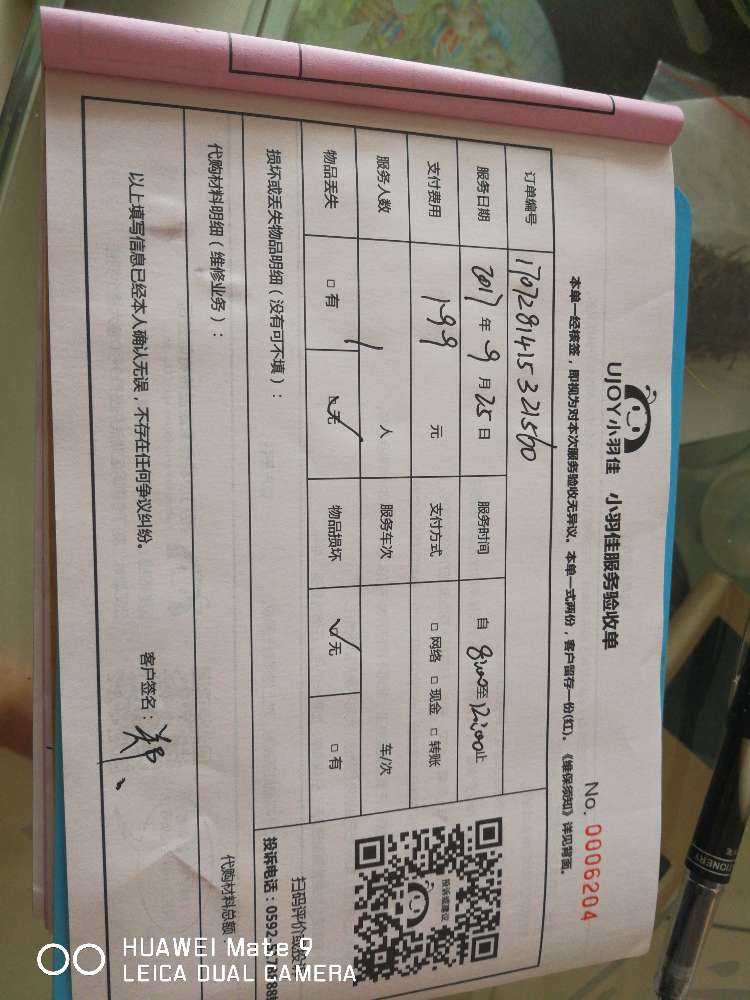 UJOY小羽佳 小羽佳服务验收单
No. 0006204
本单一经核签，即视为对本次服务验收无异议。本单一式两份，客户留存一份(红)。《维保须知》详见背面。
订单编号 1707281415321560
服务日期 2017 年 9 月 25 日 服务时间 自 8:00 至 12:00 止
支付费用 199 元 支付方式 □ 网络 □ 现金 □ 转账
服务人数 1 人 服务车次 车/次
物品丢失 □ 有 □ 无 物品损坏 □ 无 □ 有
投诉或建议
扫码评价
投诉电话：0592-5
损坏或丢失物品明细（没有可不填）：
代购材料明细（维修业务）：
代购材料总额
以上填写信息已经本人确认无误，不存在任何争议纠纷。
客户签名：郑
HUAWEI Mate 9
LEICA DUAL CAMERA